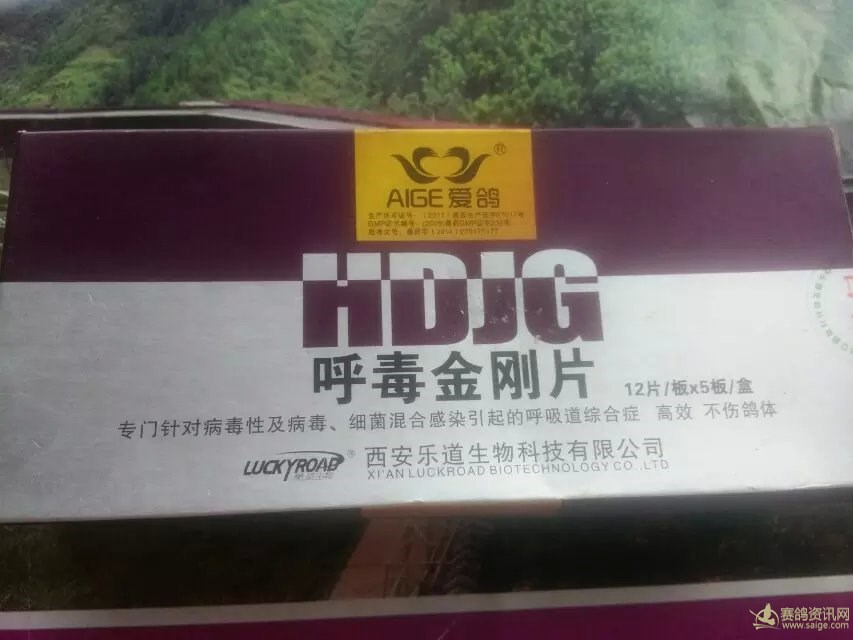 AIGE 爱鸽 ®
HDJG
呼毒金刚片
12片/板x5板/盒
专门针对病毒性及病毒、细菌混合感染引起的呼吸道综合症 高效 不伤鸽体
LUCKYROAD ® 西安乐道生物科技有限公司
XI'AN LUCKROAD BIOTECHNOLOGY CO .,LTD
赛鸽资讯网
www.saige.com